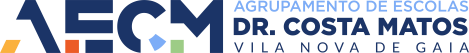 AECM
AGRUPAMENTO DE ESCOLAS
DR. COSTA MATOS
VILA NOVA DE GAIA